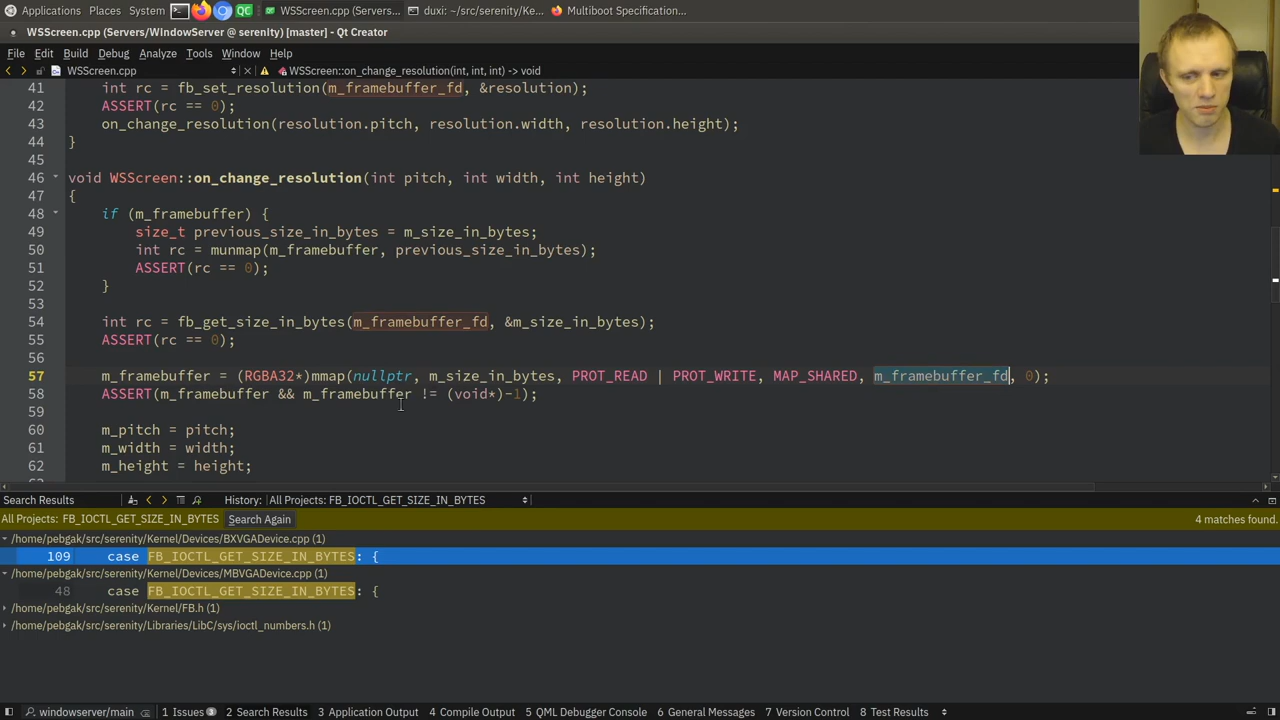 Applications Places System QC WSScreen.cpp (Servers... duxi: ~/src/serenity/Ke... Multiboot Specification...
WSScreen.cpp (Servers/WindowServer @ serenity) [master] - Qt Creator
File Edit Build Debug Analyze Tools Window Help
WSScreen.cpp WSScreen::on_change_resolution(int, int, int) -> void
41 int rc = fb_set_resolution(m_framebuffer_fd, &resolution);
42 ASSERT(rc == 0);
43 on_change_resolution(resolution.pitch, resolution.width, resolution.height);
44 }
45
46 void WSScreen::on_change_resolution(int pitch, int width, int height)
47 {
48 if (m_framebuffer) {
49 size_t previous_size_in_bytes = m_size_in_bytes;
50 int rc = munmap(m_framebuffer, previous_size_in_bytes);
51 ASSERT(rc == 0);
52 }
53
54 int rc = fb_get_size_in_bytes(m_framebuffer_fd, &m_size_in_bytes);
55 ASSERT(rc == 0);
56
57 m_framebuffer = (RGBA32*)mmap(nullptr, m_size_in_bytes, PROT_READ | PROT_WRITE, MAP_SHARED, m_framebuffer_fd, 0);
58 ASSERT(m_framebuffer && m_framebuffer != (void*)-1);
59
60 m_pitch = pitch;
61 m_width = width;
62 m_height = height;
Search Results History: All Projects: FB_IOCTL_GET_SIZE_IN_BYTES
All Projects: FB_IOCTL_GET_SIZE_IN_BYTES Search Again 4 matches found.
/home/pebgak/src/serenity/Kernel/Devices/BXVGADevice.cpp (1)
109 case FB_IOCTL_GET_SIZE_IN_BYTES: {
/home/pebgak/src/serenity/Kernel/Devices/MBVGADevice.cpp (1)
48 case FB_IOCTL_GET_SIZE_IN_BYTES: {
/home/pebgak/src/serenity/Kernel/FB.h (1)
/home/pebgak/src/serenity/Libraries/LibC/sys/ioctl_numbers.h (1)
windowserver/main 1 Issues 3 2 Search Results 3 Application Output 4 Compile Output 5 QML Debugger Console 6 General Messages 7 Version Control 8 Test Results